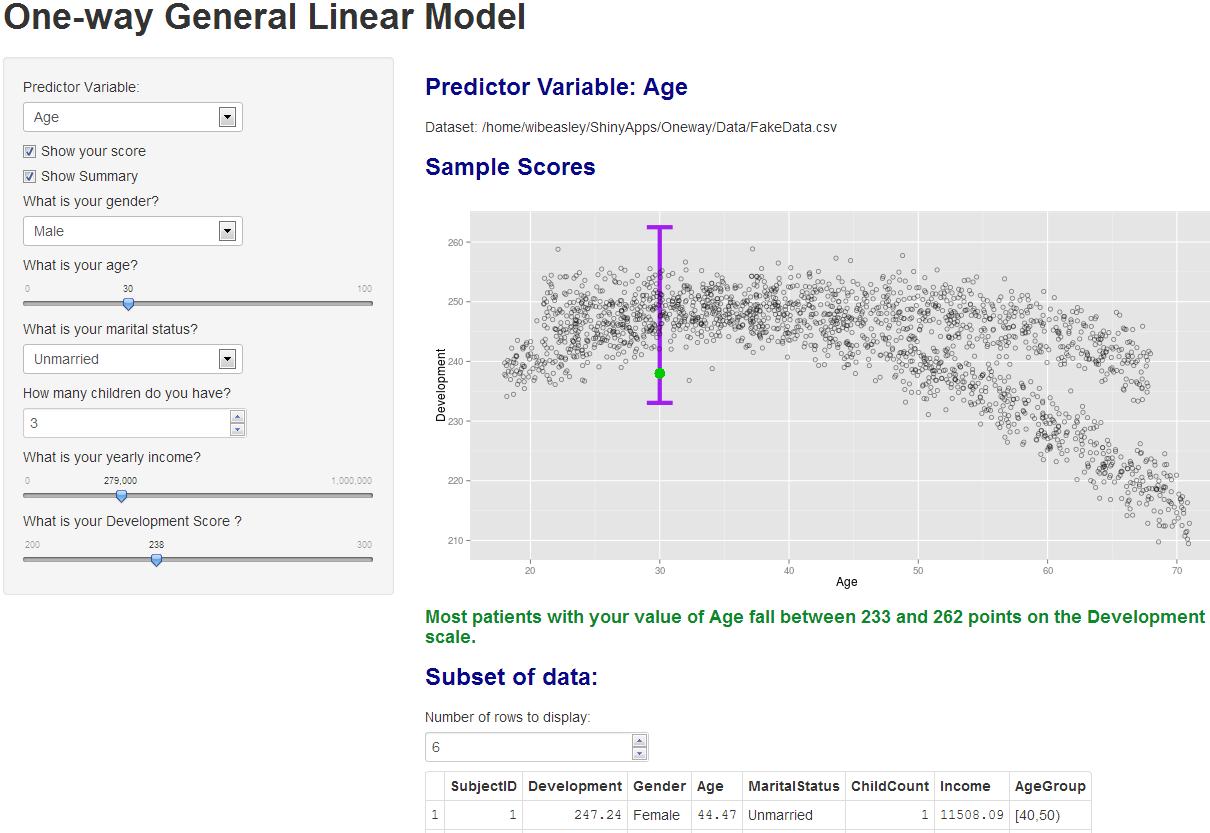 One-way General Linear Model
Predictor Variable:
Age
Show your score
Show Summary
What is your gender?
Male
What is your age?
0 30 100
What is your marital status?
Unmarried
How many children do you have?
3
What is your yearly income?
0 279,000 1,000,000
What is your Development Score ?
200 238 300
Predictor Variable: Age
Dataset: /home/wibeasley/ShinyApps/Oneway/Data/FakeData.csv
Sample Scores
Development
260
250
240
230
220
210
20 30 40 50 60 70
Age
Most patients with your value of Age fall between 233 and 262 points on the Development
scale.
Subset of data:
Number of rows to display:
6
SubjectID Development Gender Age MaritalStatus ChildCount Income AgeGroup
1 1 247.24 Female 44.47 Unmarried 1 11508.09 [40,50)